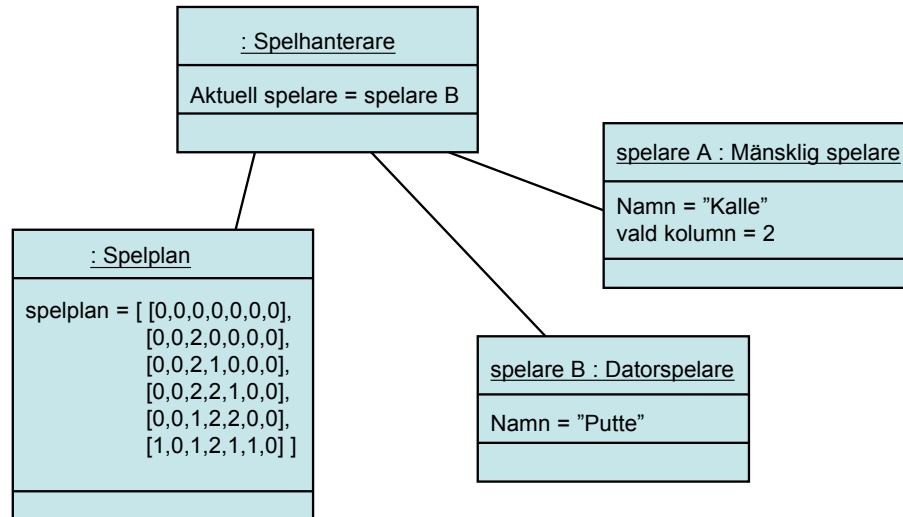 : Spelhanterare
Aktuell spelare = spelare B
spelare A : Mänsklig spelare
Namn = ”Kalle”
vald kolumn = 2
: Spelplan
spelplan = [ [0,0,0,0,0,0,0],
[0,0,2,0,0,0,0],
[0,0,2,1,0,0,0],
[0,0,2,2,1,0,0],
[0,0,1,2,2,0,0],
[1,0,1,2,1,1,0] ]
spelare B : Datorspelare
Namn = ”Putte”